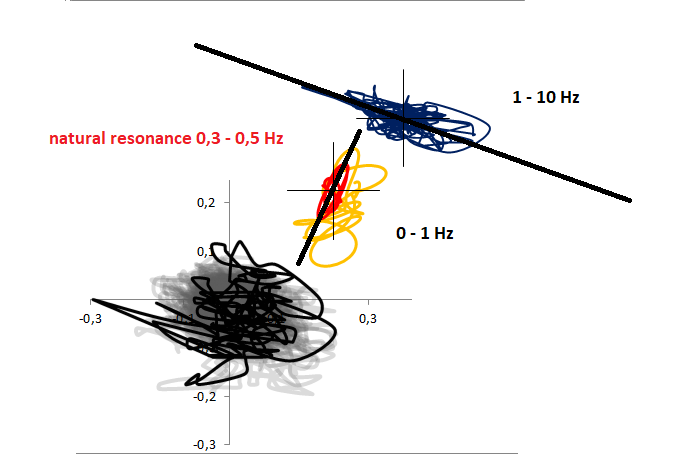 1 - 10 Hz
natural resonance 0,3 - 0,5 Hz
0,2
0 - 1 Hz
0,1
-0,3
0,3
-0,2
-0,3